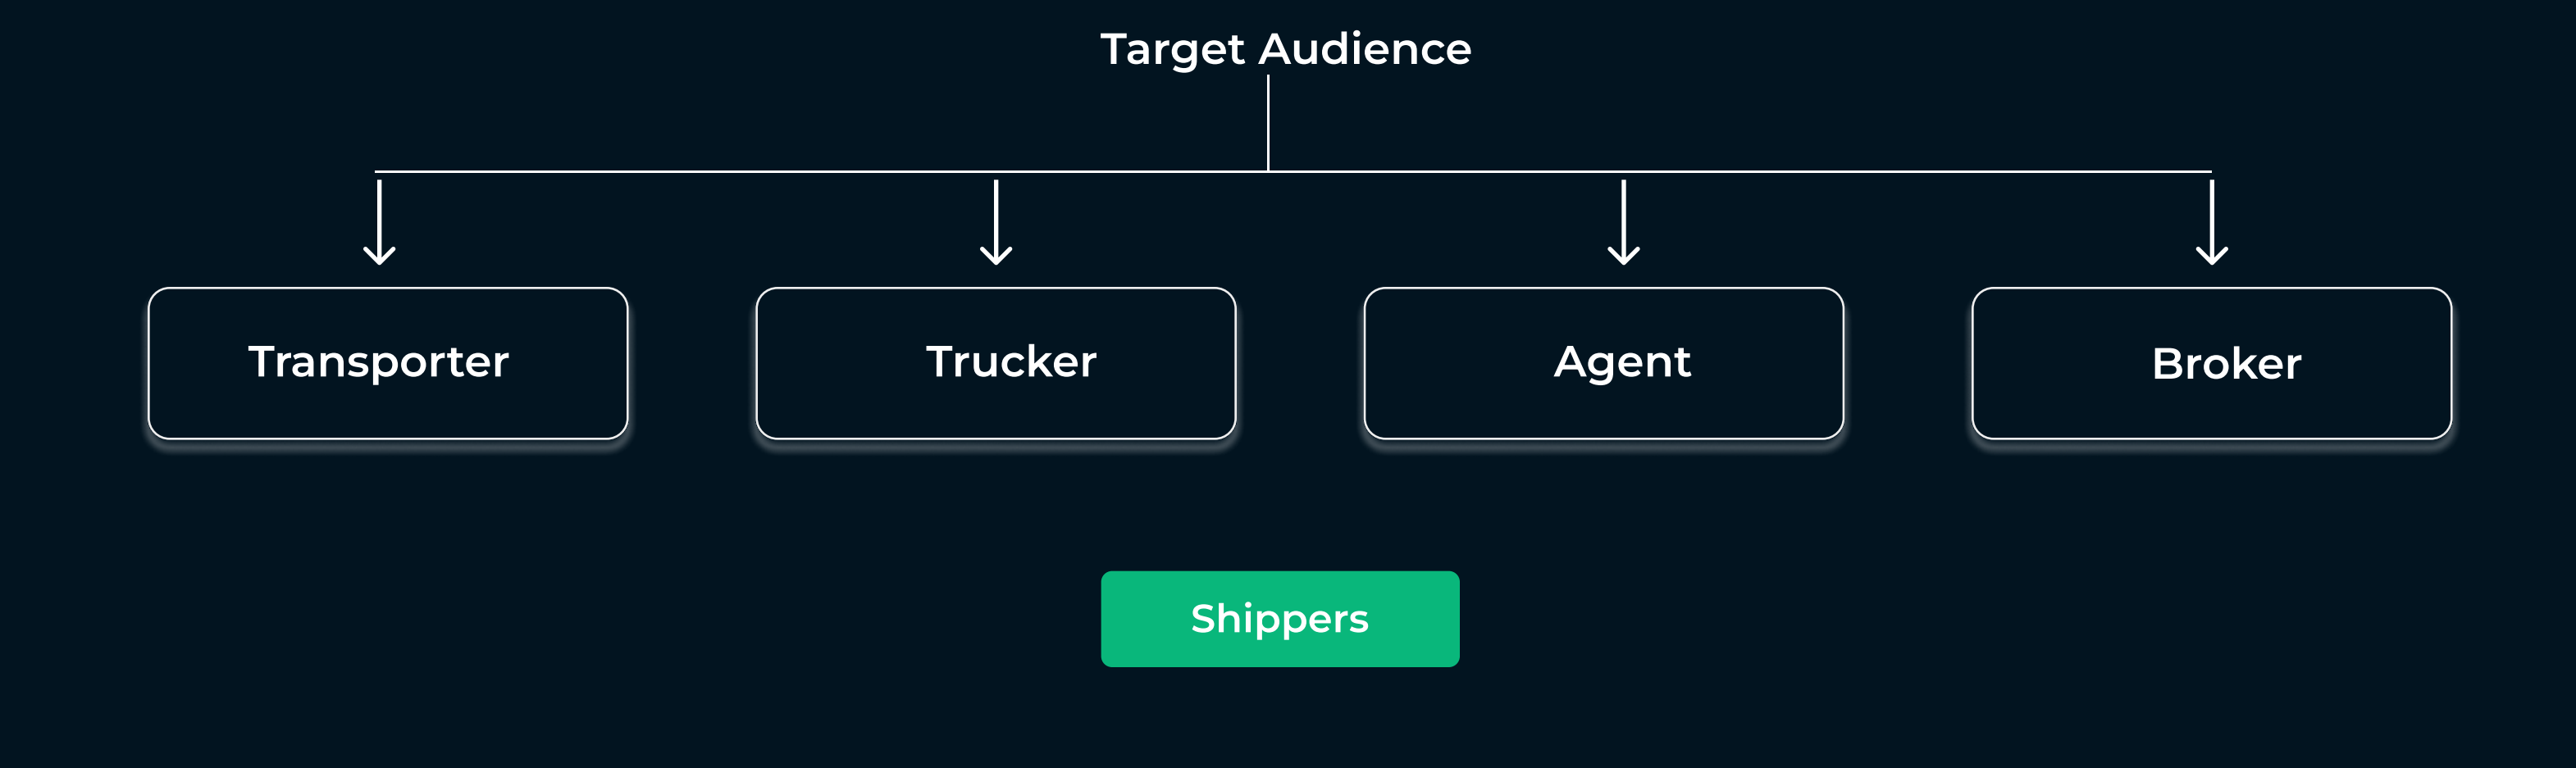 Target Audience
Transporter
Trucker
Agent
Broker
Shippers